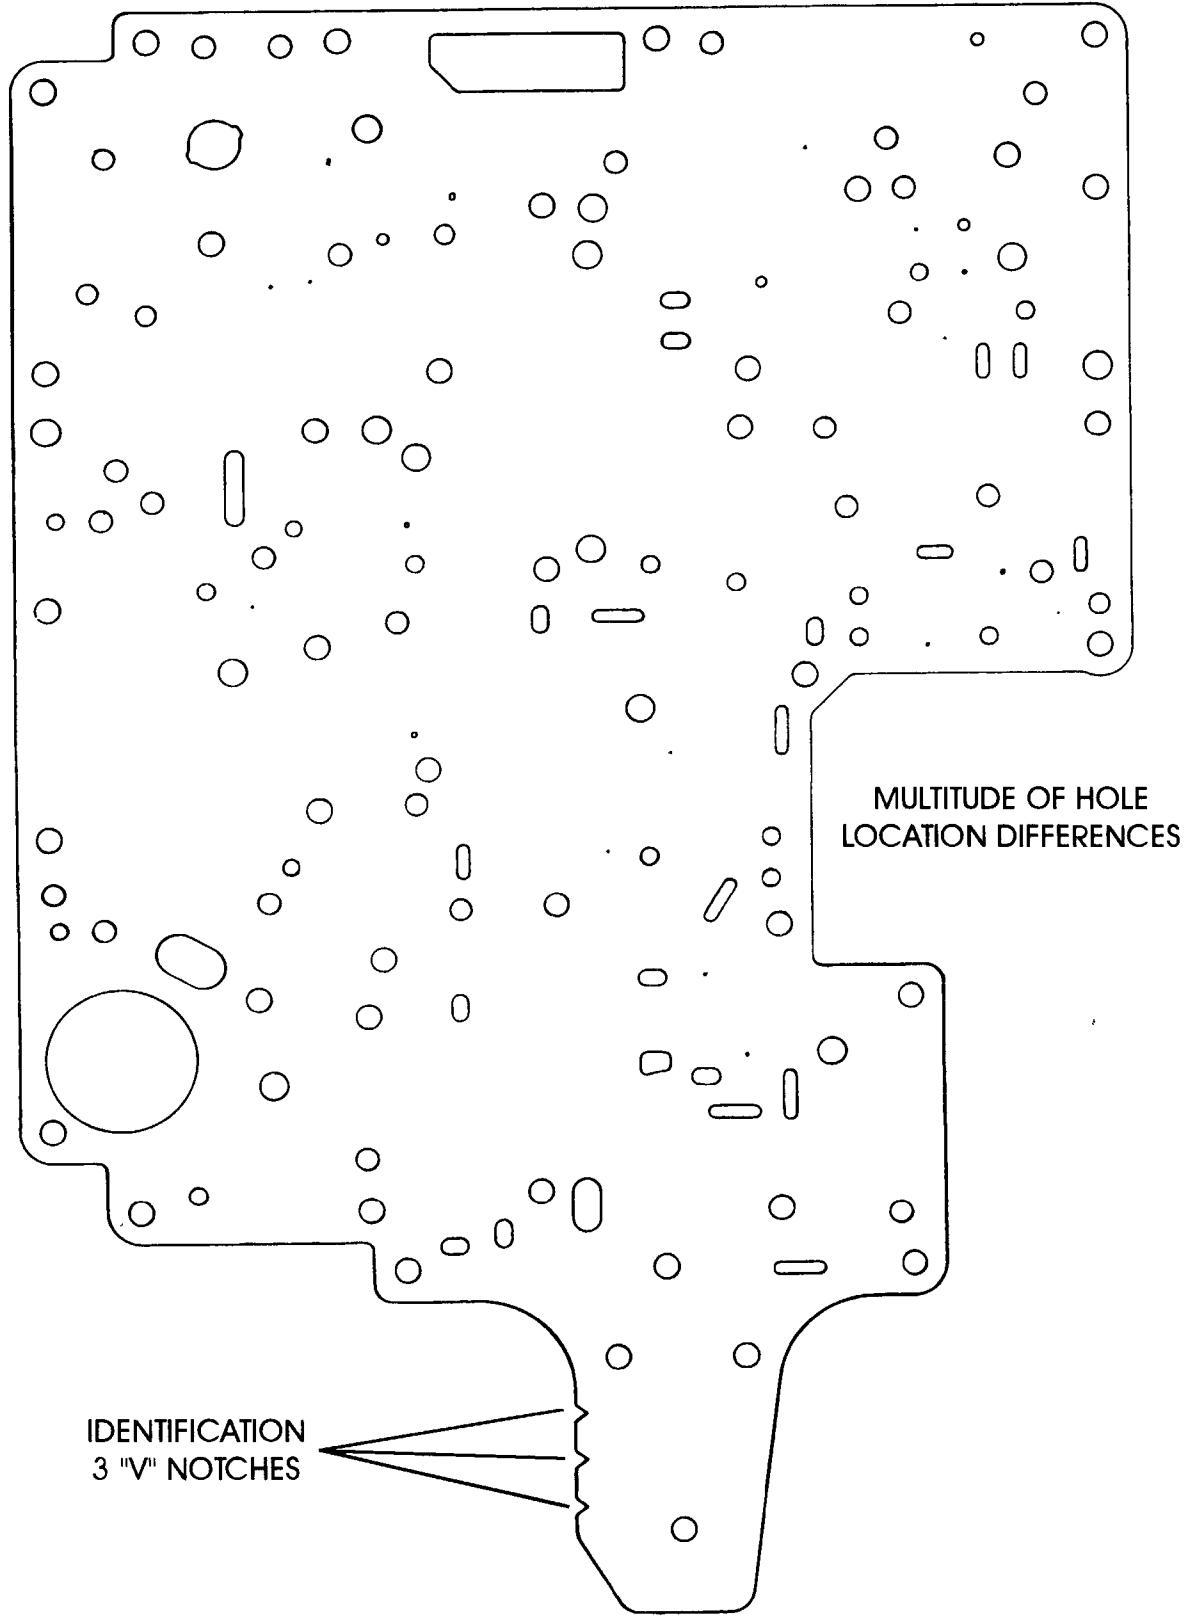 MULTITUDE OF HOLE
LOCATION DIFFERENCES
IDENTIFICATION
3 "V" NOTCHES